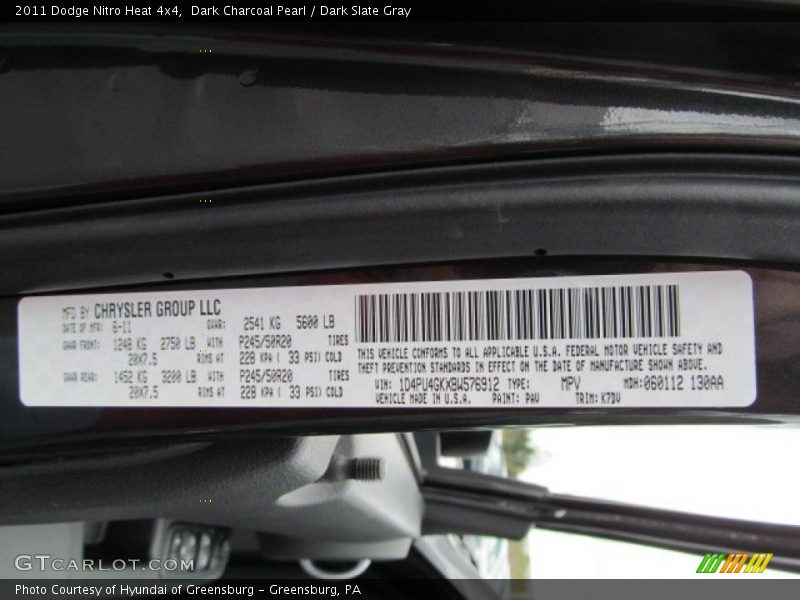 2011 Dodge Nitro Heat 4x4,  Dark Charcoal Pearl / Dark Slate Gray
MFD BY CHRYSLER GROUP LLC
DATE OF MFR: 6-11 GVWR: 2541 KG 5600 LB
GAWR FRONT: 1248 KG 2750 LB WITH P245/50R20 TIRES
20X7.5 RIMS AT 228 KPA ( 33 PSI) COLD
GAWR REAR: 1452 KG 3200 LB WITH P245/50R20 TIRES
20X7.5 RIMS AT 228 KPA ( 33 PSI) COLD
THIS VEHICLE CONFORMS TO ALL APPLICABLE U.S.A. FEDERAL MOTOR VEHICLE SAFETY AND
THEFT PREVENTION STANDARDS IN EFFECT ON THE DATE OF MANUFACTURE SHOWN ABOVE.
VIN: 1D4PU4GKXBW576912 TYPE: MPV MDH: 060112 130AA
VEHICLE MADE IN U.S.A. PAINT: PAV TRIM: K7DV
GTCARLOT.COM
Photo Courtesy of Hyundai of Greensburg - Greensburg, PA